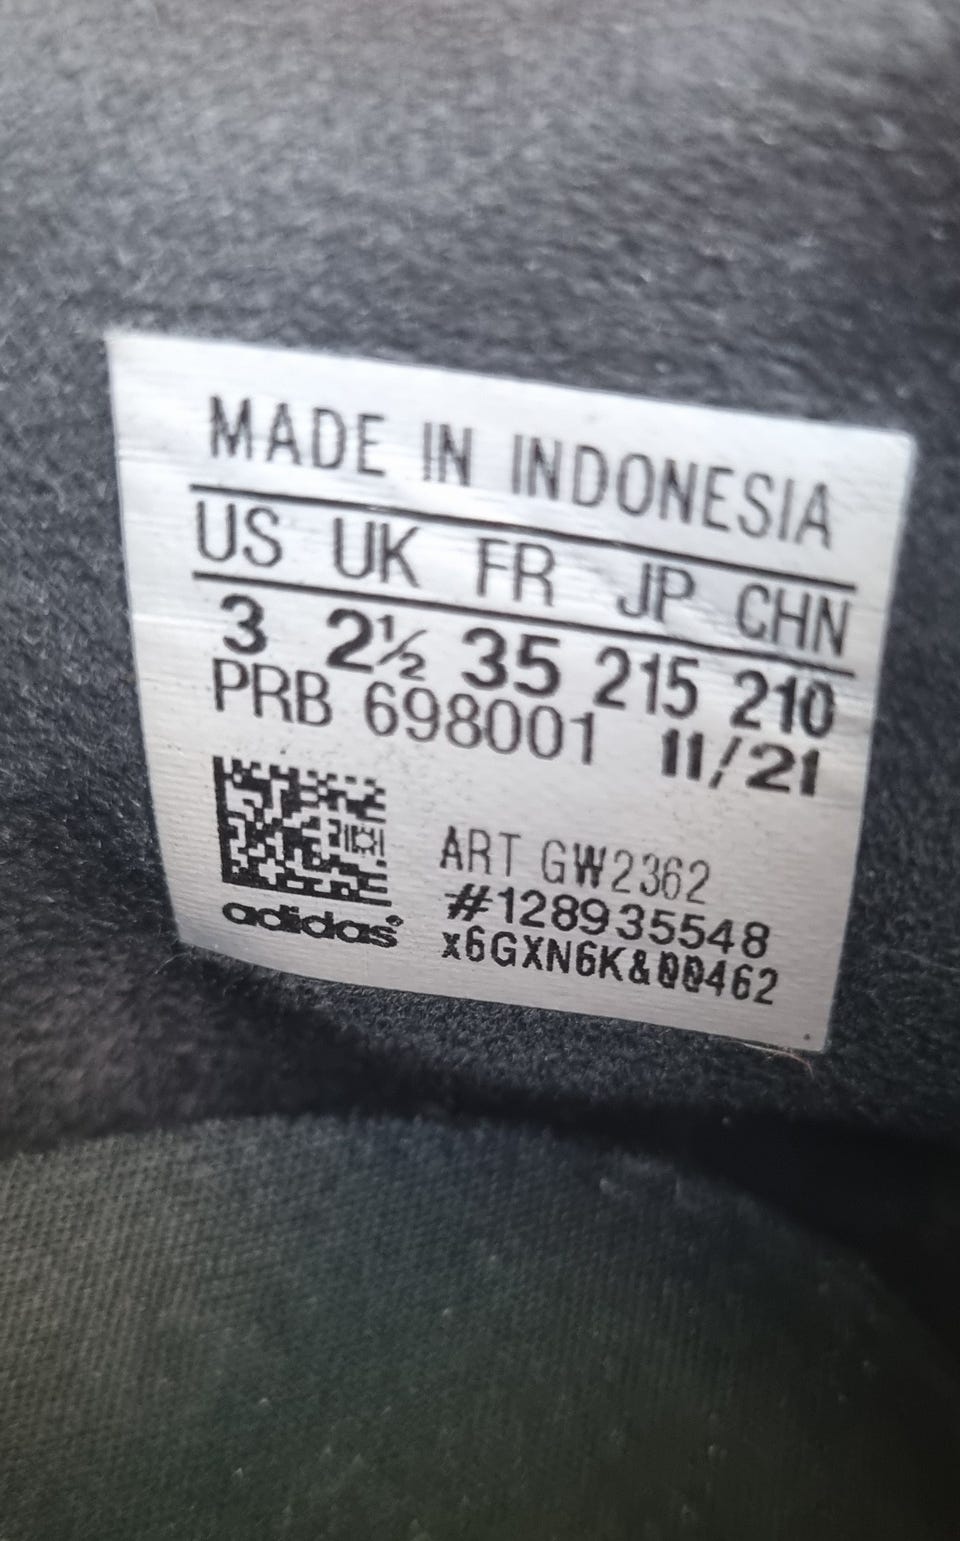 MADE IN INDONESIA
US UK FR JP CHN
3 2½ 35 215 210
PRB 698001 11/21
ART GW2362
#128935548
x6GXN6K&00462
adidas®